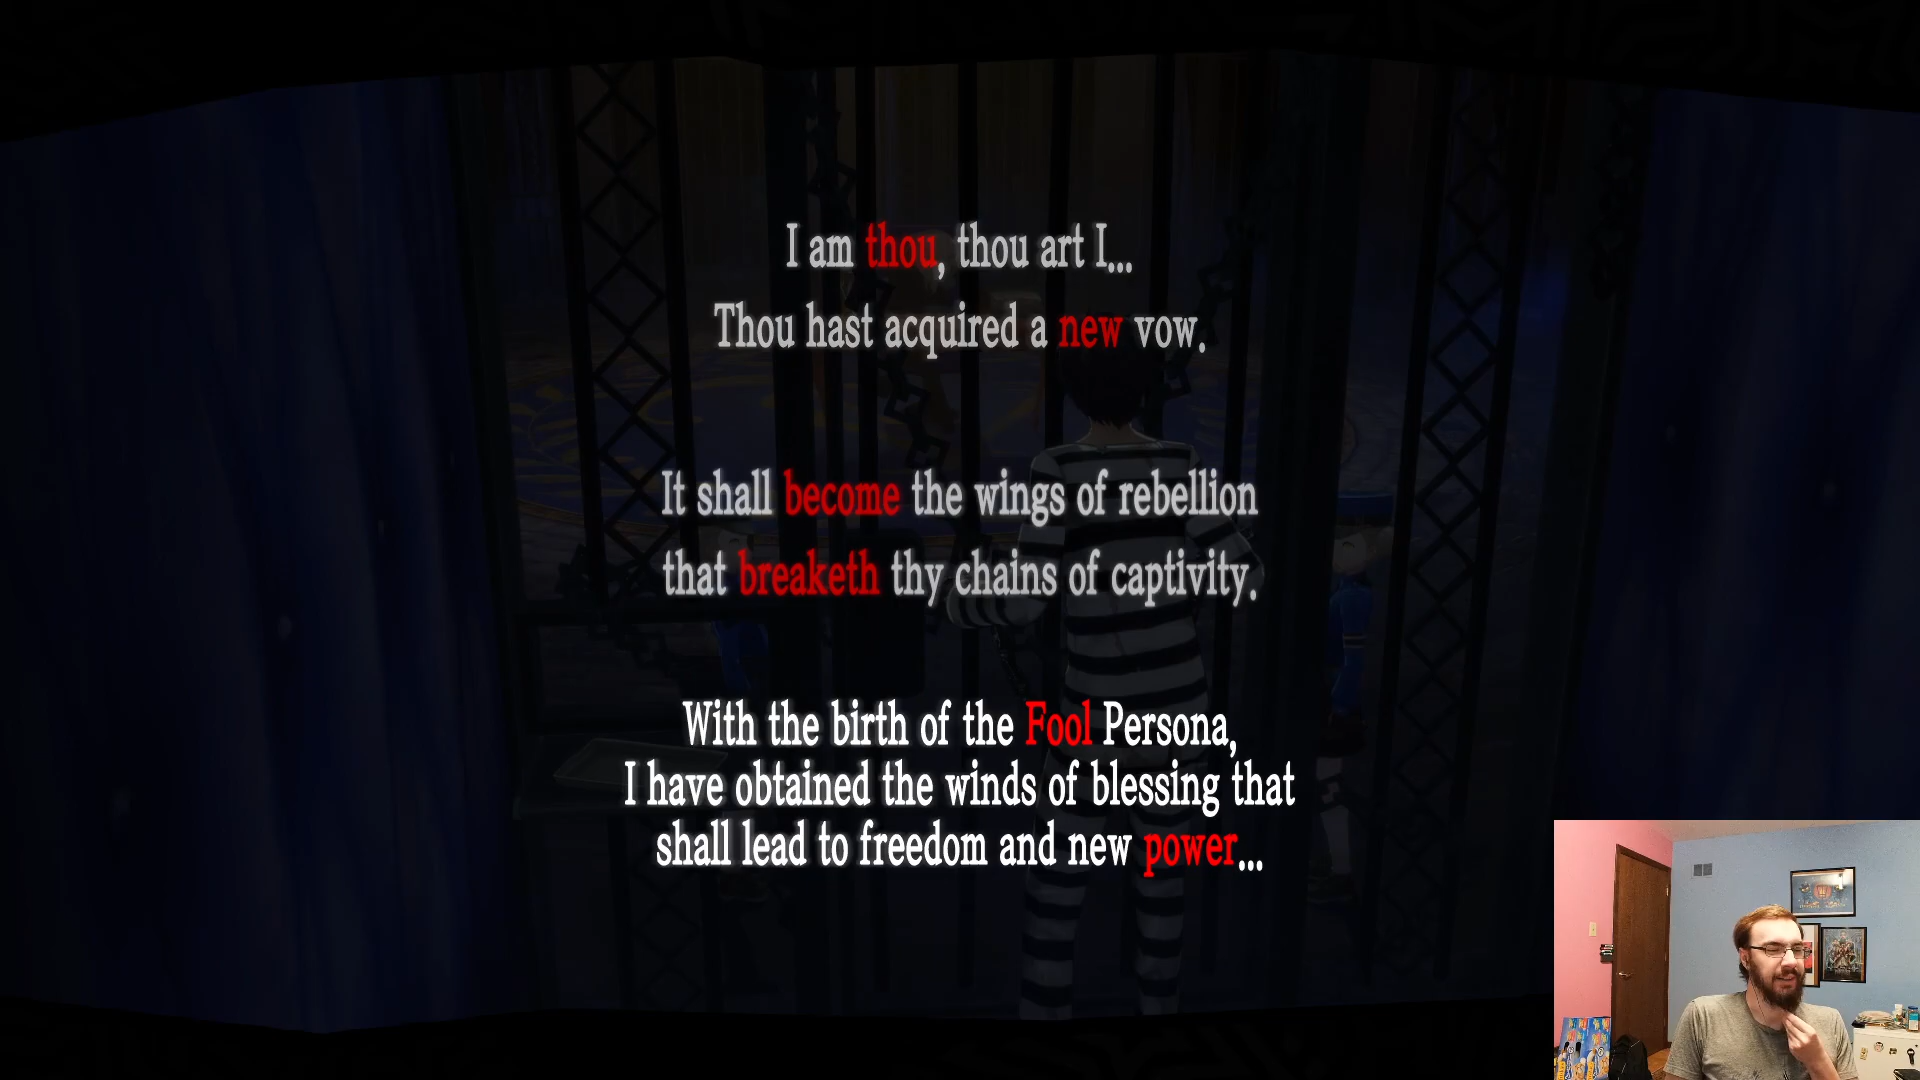 I am thou, thou art I...
Thou hast acquired a new vow.
It shall become the wings of rebellion
that breaketh thy chains of captivity.
With the birth of the Fool Persona,
I have obtained the winds of blessing that
shall lead to freedom and new power...